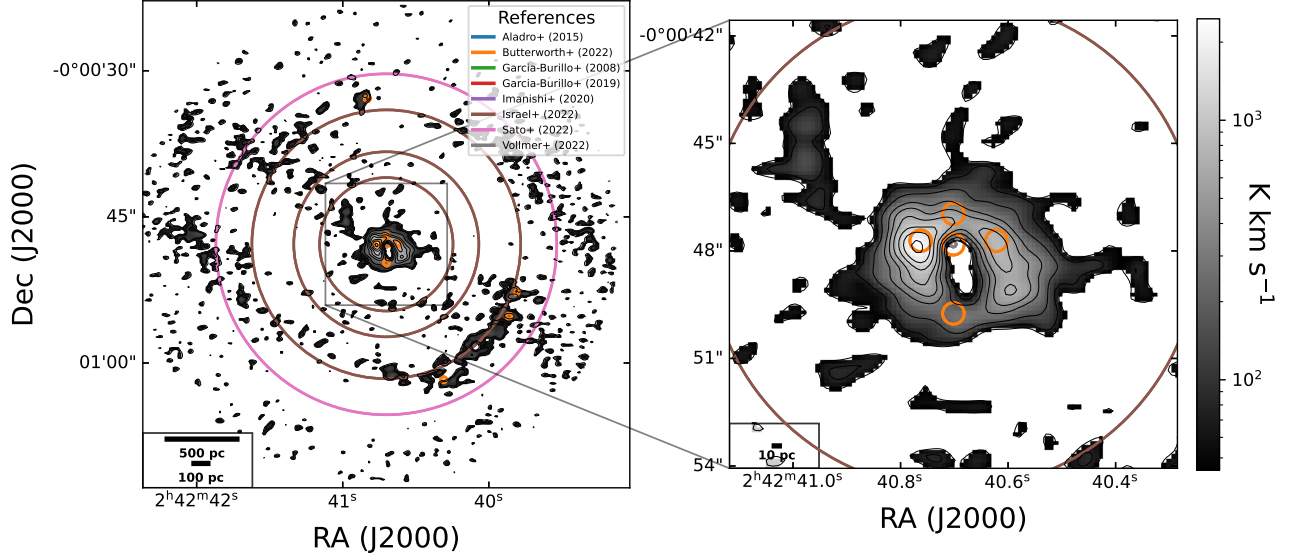 References
Aladro+ (2015)
Butterworth+ (2022)
Garcia-Burillo+ (2008)
Garcia-Burillo+ (2019)
Imanishi+ (2020)
Israel+ (2022)
Sato+ (2022)
Vollmer+ (2022)
-0°00'30"
45"
01'00"
Dec (J2000)
500 pc
100 pc
2ʰ42ᵐ42ˢ
41ˢ
40ˢ
RA (J2000)
-0°00'42"
45"
48"
51"
54"
10 pc
2ʰ42ᵐ41.0ˢ
40.8ˢ
40.6ˢ
40.4ˢ
RA (J2000)
10³
10²
K km s⁻¹